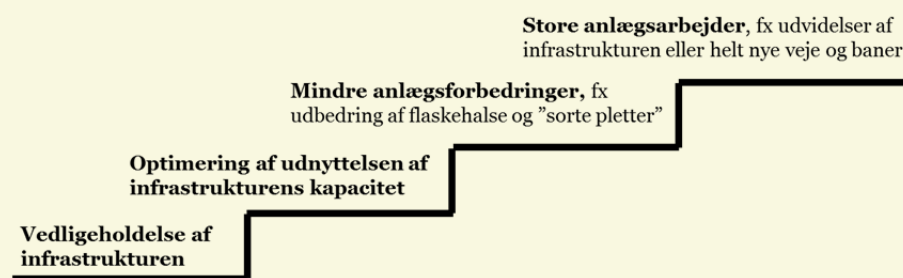 Store anlægsarbejder, fx udvidelser af
infrastrukturen eller helt nye veje og baner
Mindre anlægsforbedringer, fx
udbedring af flaskehalse og ”sorte pletter”
Optimering af udnyttelsen af
infrastrukturens kapacitet
Vedligeholdelse af
infrastrukturen